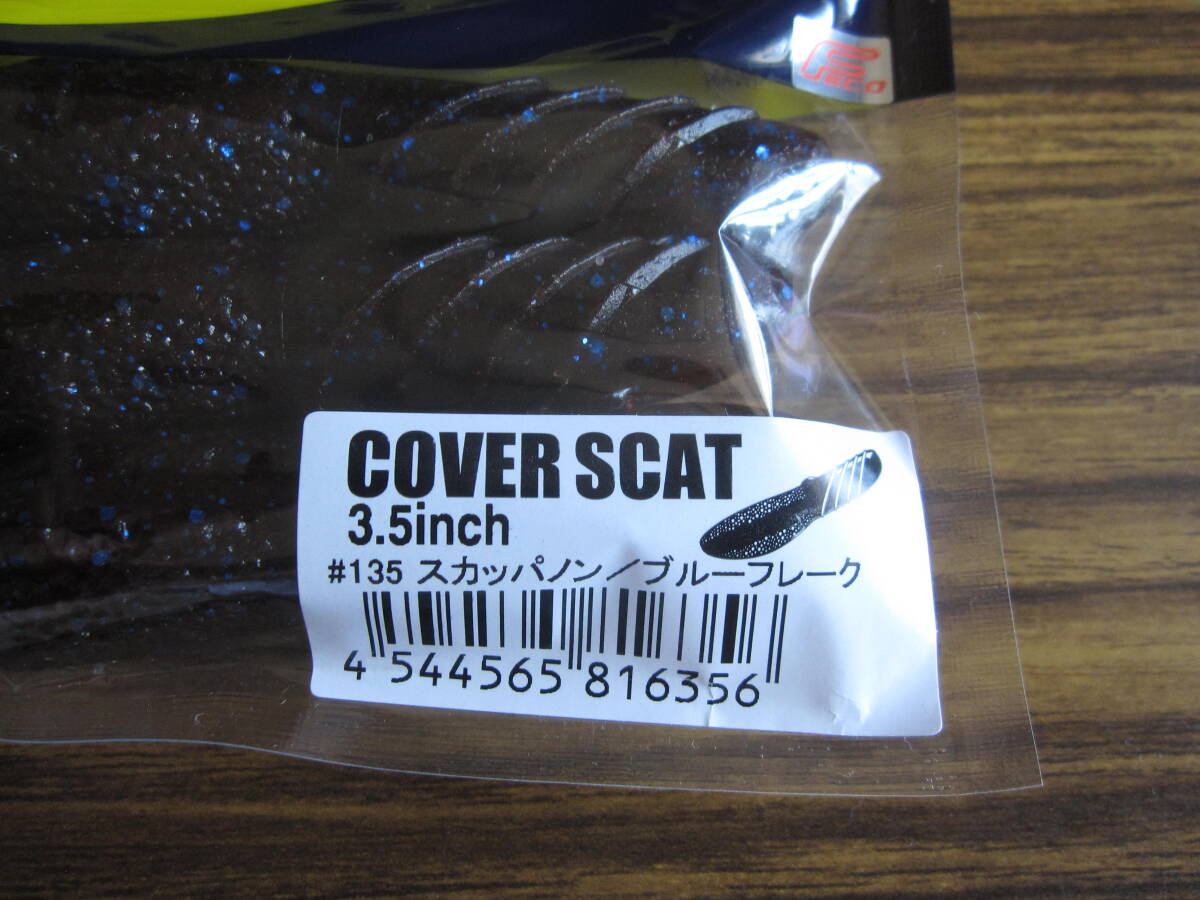 FECO
COVER SCAT
3.5inch
#135 スカッパノン／ブルーフレーク
4 544565 816356